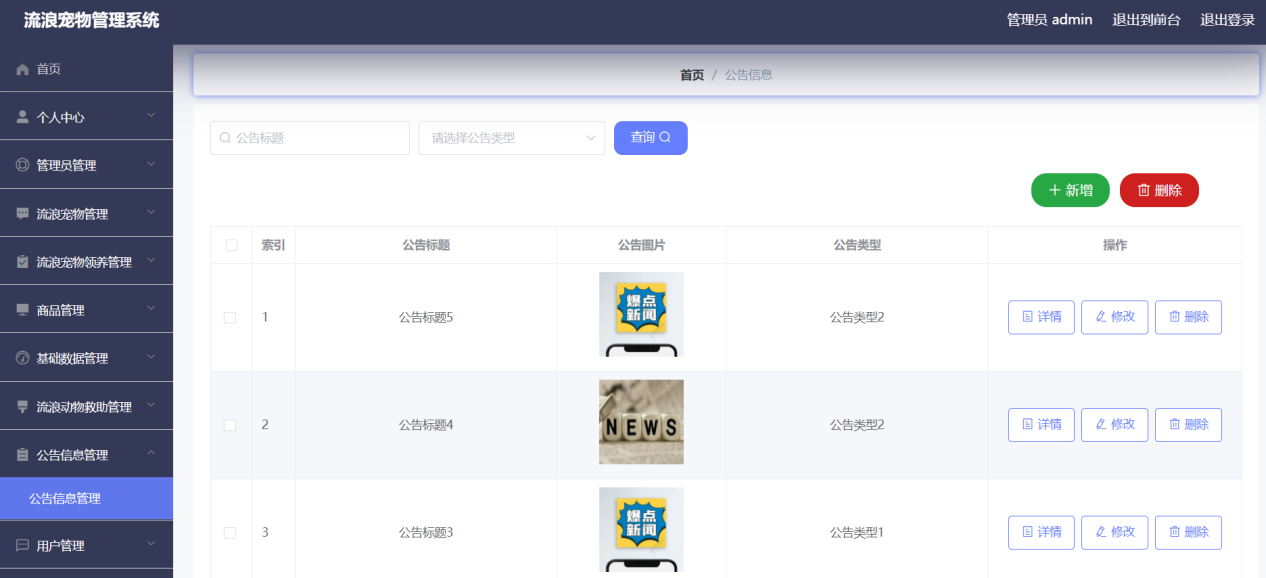 流浪宠物管理系统
管理员 admin 退出到前台 退出登录
首页
个人中心
管理员管理
流浪宠物管理
流浪宠物领养管理
商品管理
基础数据管理
流浪动物救助管理
公告信息管理
公告信息管理
用户管理
首页 / 公告信息
公告标题 请选择公告类型 查询
新增 删除
索引 公告标题 公告图片 公告类型 操作
1 公告标题5 公告类型2 详情 修改 删除
爆点
新闻
2 公告标题4 公告类型2 详情 修改 删除
NEWS
3 公告标题3 公告类型1 详情 修改 删除
爆点
新闻